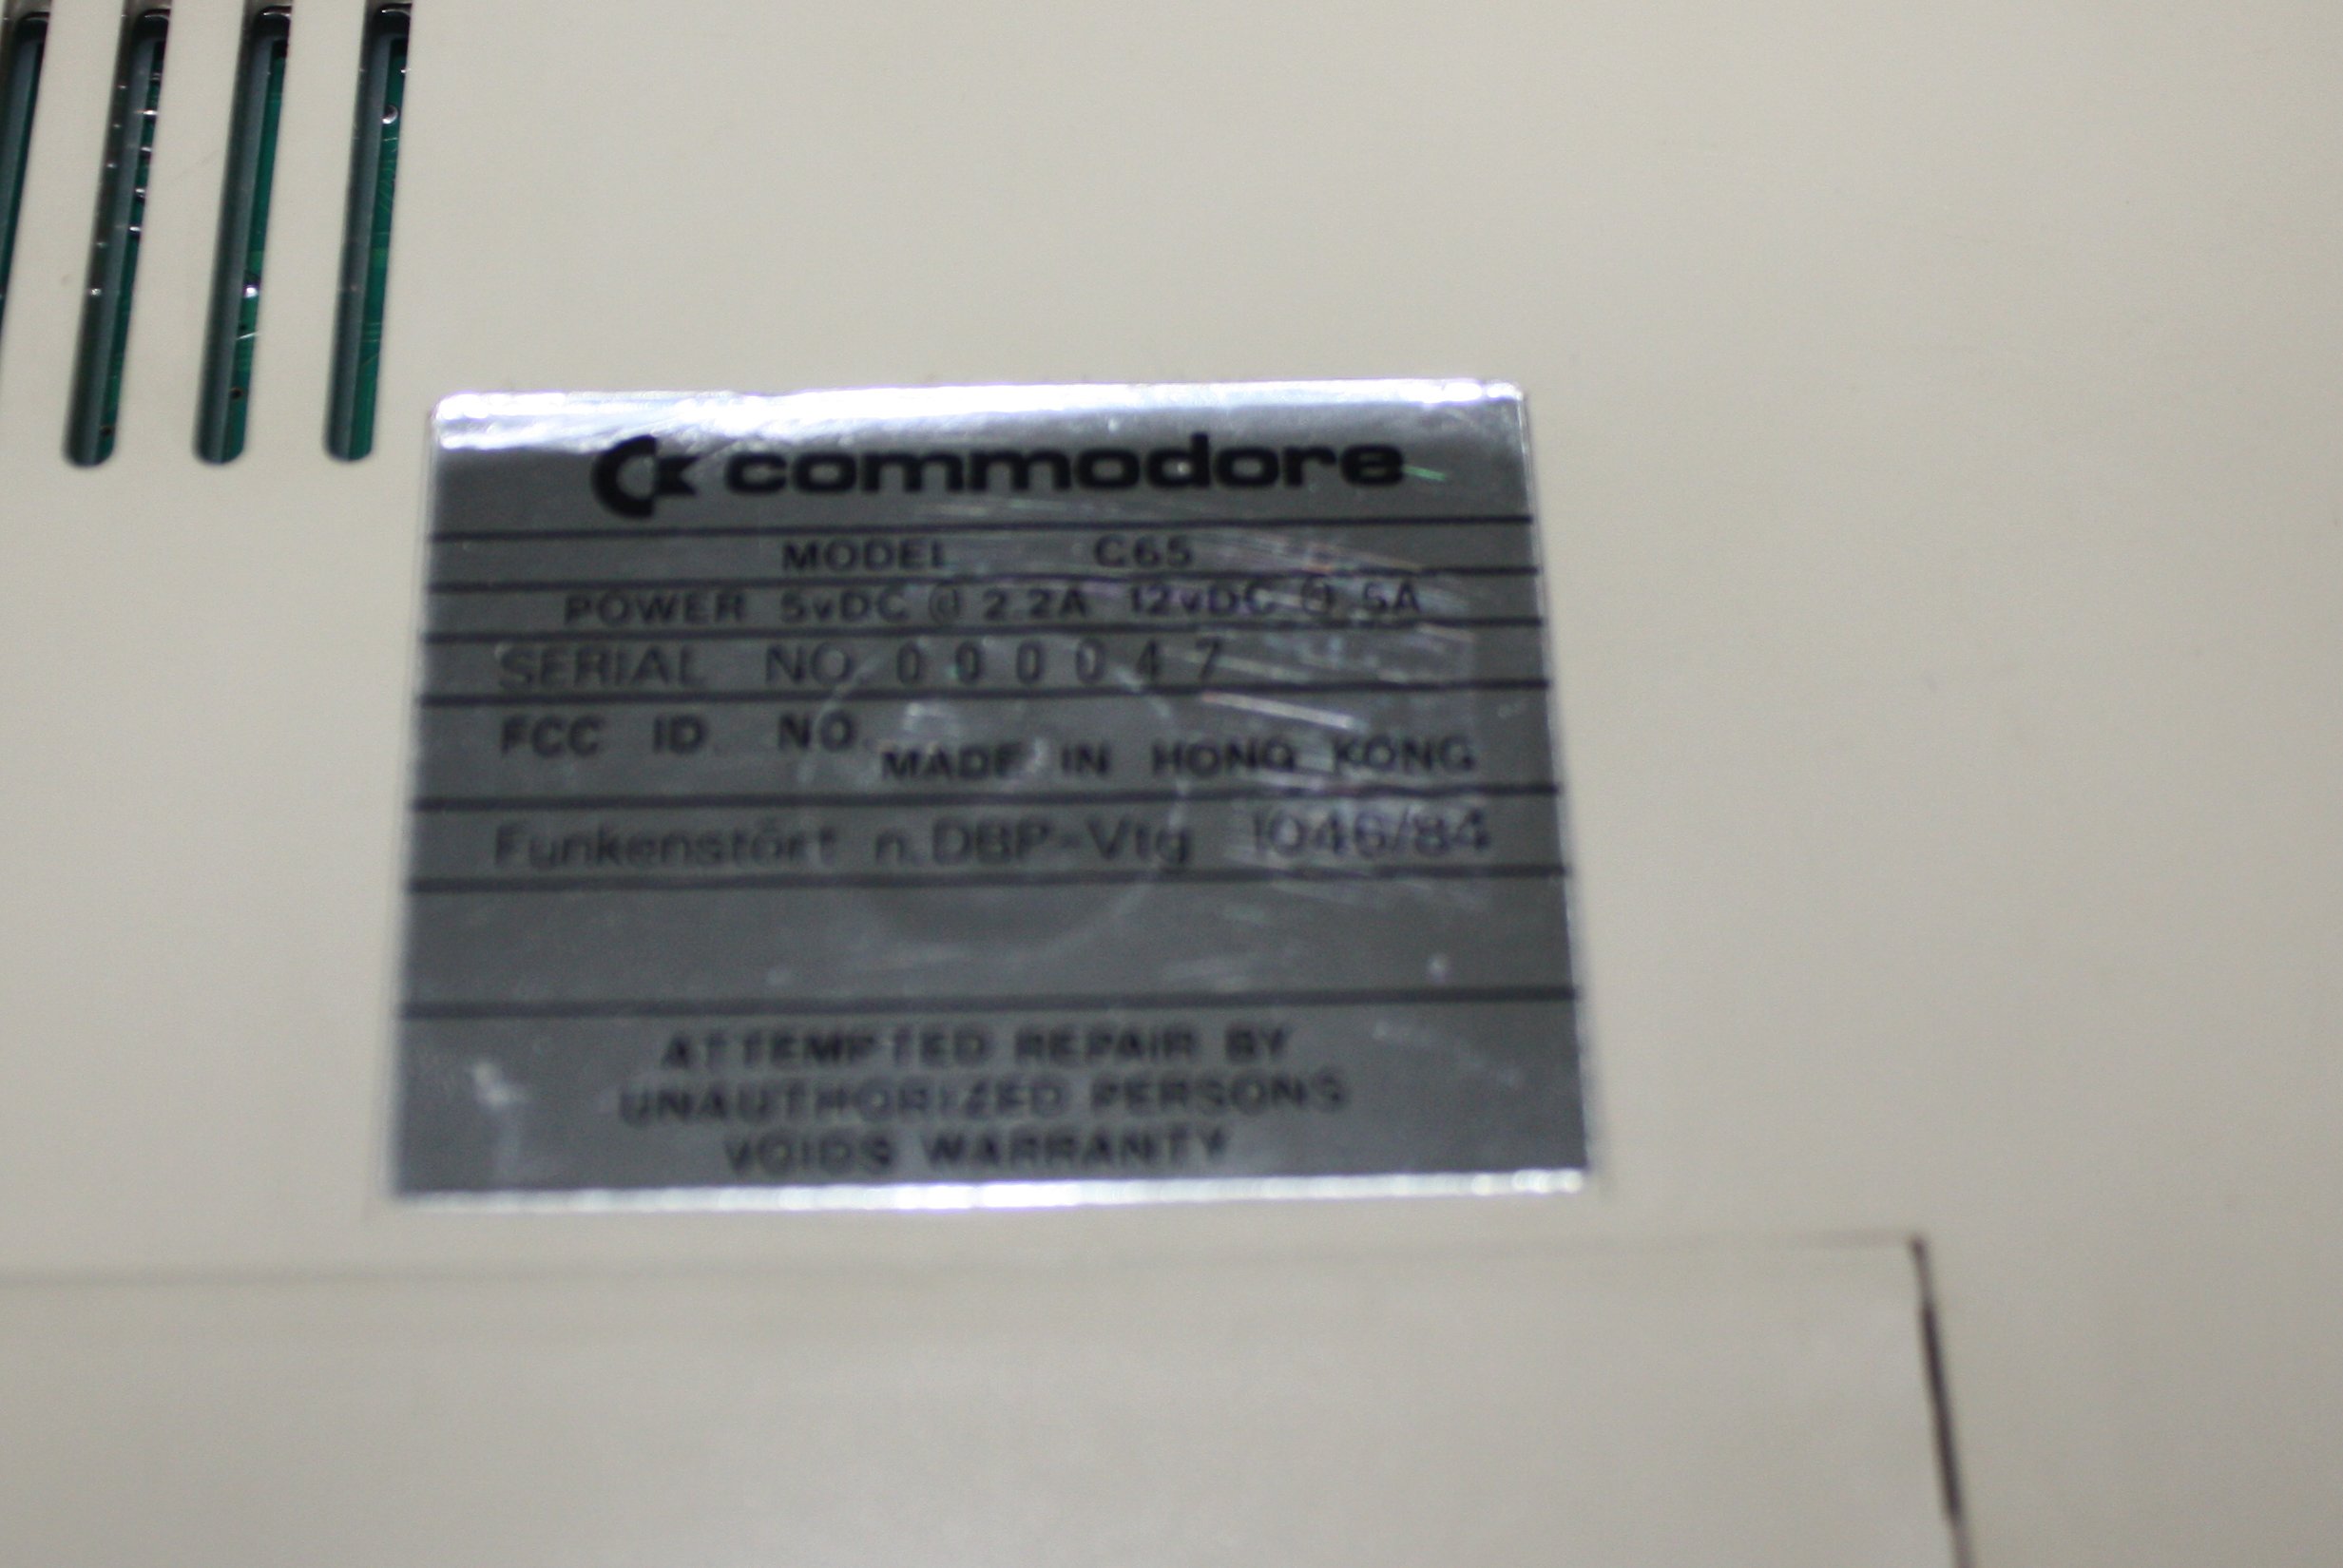 commodore
MODEL C65
POWER 5vDC @ 2.2A 12vDC @ .5A
SERIAL NO. 000047
FCC ID. NO.
MADE IN HONG KONG
Funkenstört n.DBP-Vtg 1046/84
ATTEMPTED REPAIR BY
UNAUTHORIZED PERSONS
VOIDS WARRANTY